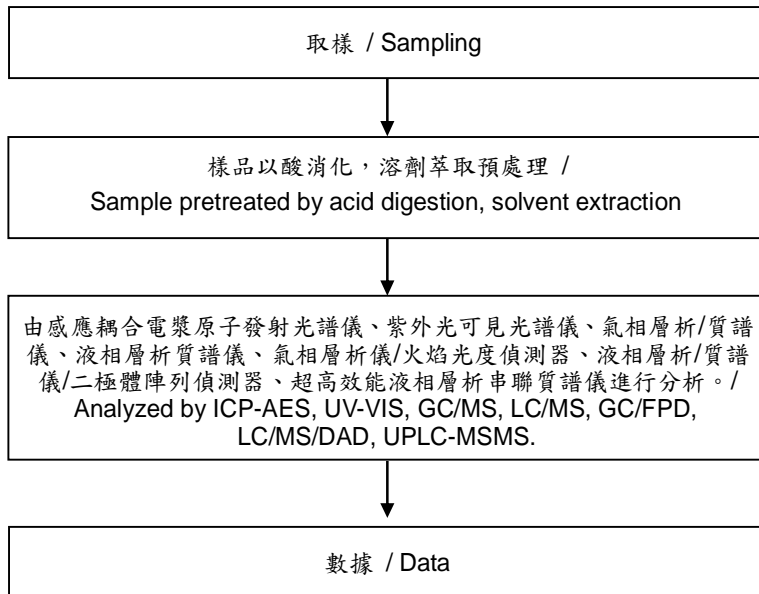 取樣 / Sampling
樣品以酸消化，溶劑萃取預處理 /
Sample pretreated by acid digestion, solvent extraction
由感應耦合電漿原子發射光譜儀、紫外光可見光譜儀、氣相層析/質譜
儀、液相層析質譜儀、氣相層析儀/火焰光度偵測器、液相層析/質譜
儀/二極體陣列偵測器、超高效能液相層析串聯質譜儀進行分析。/
Analyzed by ICP-AES, UV-VIS, GC/MS, LC/MS, GC/FPD,
LC/MS/DAD, UPLC-MSMS.
數據 / Data